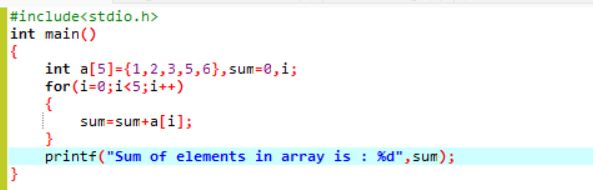 #include<stdio.h>
int main()
{
    int a[5]={1,2,3,5,6},sum=0,i;
    for(i=0;i<5;i++)
    {
        sum=sum+a[i];
    }
    printf("Sum of elements in array is : %d",sum);
}